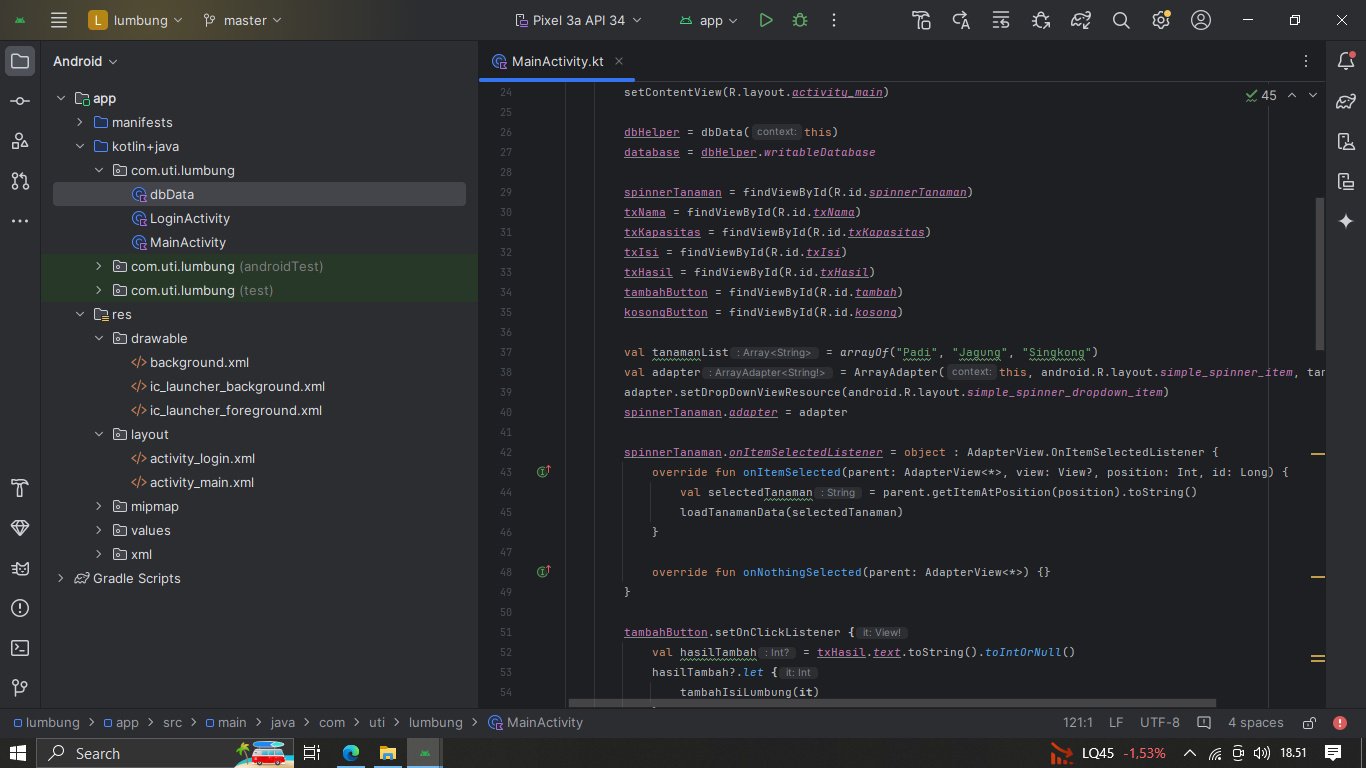 L lumbung master Pixel 3a API 34 app
Android
MainActivity.kt
app
manifests
kotlin+java
com.uti.lumbung
dbData
LoginActivity
MainActivity
com.uti.lumbung (androidTest)
com.uti.lumbung (test)
res
drawable
background.xml
ic_launcher_background.xml
ic_launcher_foreground.xml
layout
activity_login.xml
activity_main.xml
mipmap
values
xml
Gradle Scripts
45
24 setContentView(R.layout.activity_main)
25
26 dbHelper = dbData( context: this)
27 database = dbHelper.writableDatabase
28
29 spinnerTanaman = findViewById(R.id.spinnerTanaman)
30 txNama = findViewById(R.id.txNama)
31 txKapasitas = findViewById(R.id.txKapasitas)
32 txIsi = findViewById(R.id.txIsi)
33 txHasil = findViewById(R.id.txHasil)
34 tambahButton = findViewById(R.id.tambah)
35 kosongButton = findViewById(R.id.kosong)
36
37 val tanamanList : Array<String> = arrayOf("Padi", "Jagung", "Singkong")
38 val adapter : ArrayAdapter<String!> = ArrayAdapter( context: this, android.R.layout.simple_spinner_item, tan
39 adapter.setDropDownViewResource(android.R.layout.simple_spinner_dropdown_item)
40 spinnerTanaman.adapter = adapter
41
42 spinnerTanaman.onItemSelectedListener = object : AdapterView.OnItemSelectedListener {
43 override fun onItemSelected(parent: AdapterView<*>, view: View?, position: Int, id: Long) {
44 val selectedTanaman : String = parent.getItemAtPosition(position).toString()
45 loadTanamanData(selectedTanaman)
46 }
47
48 override fun onNothingSelected(parent: AdapterView<*>) {}
49 }
50
51 tambahButton.setOnClickListener { it: View!
52 val hasilTambah : Int? = txHasil.text.toString().toIntOrNull()
53 hasilTambah?.let { it: Int
54 tambahIsiLumbung(it)
lumbung > app > src > main > java > com > uti > lumbung > MainActivity 121:1 LF UTF-8 4 spaces
Search LQ45 -1,53% 18.51